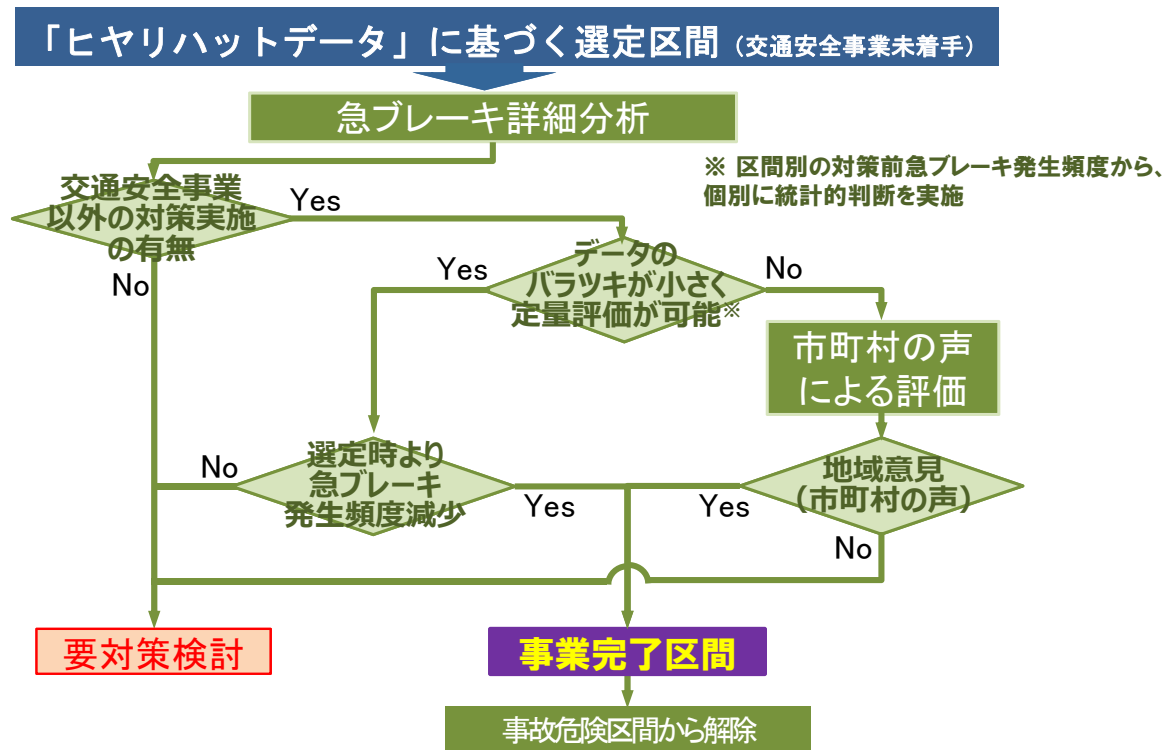 「ヒヤリハットデータ」に基づく選定区間（交通安全事業未着手）
急ブレーキ詳細分析
※ 区間別の対策前急ブレーキ発生頻度から、
個別に統計的判断を実施
交通安全事業
以外の対策実施
の有無
Yes
No
データの
バラツキが小さく
定量評価が可能※
Yes
No
市町村の声
による評価
選定時より
急ブレーキ
発生頻度減少
No
Yes
地域意見
（市町村の声）
Yes
No
要対策検討
事業完了区間
事故危険区間から解除